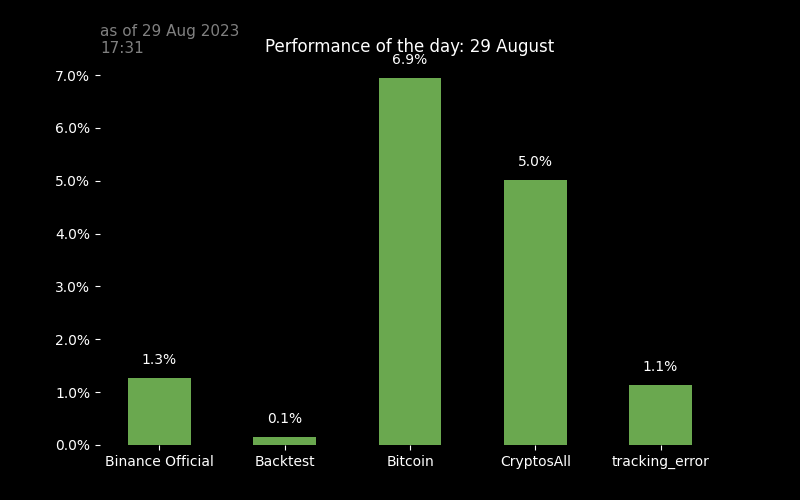 as of 29 Aug 2023
17:31
Performance of the day: 29 August
7.0%
6.0%
5.0%
4.0%
3.0%
2.0%
1.0%
0.0%
1.3%
0.1%
6.9%
5.0%
1.1%
Binance Official
Backtest
Bitcoin
CryptosAll
tracking_error